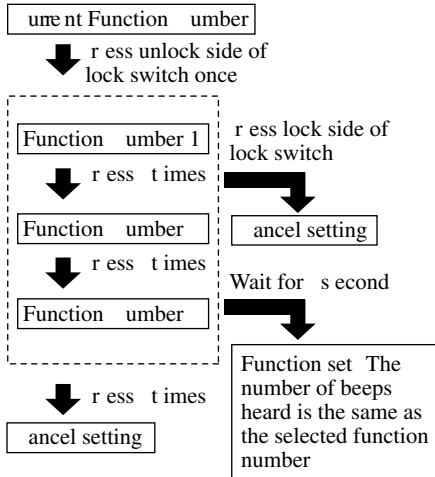 urre nt Function umber
r ess unlock side of
lock switch once
Function umber 1
r ess lock side of
lock switch
r ess t imes
Function umber
ancel setting
r ess t imes
Wait for s econd
Function umber
Function set The
number of beeps
heard is the same as
the selected function
number
r ess t imes
ancel setting